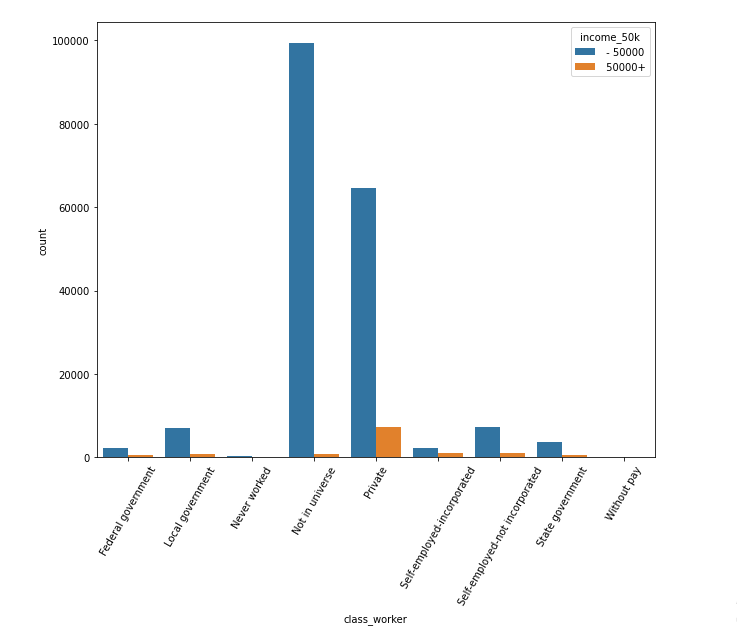 income_50k
- 50000
50000+
100000
80000
60000
40000
20000
0
count
Federal government
Local government
Never worked
Not in universe
Private
Self-employed-incorporated
Self-employed-not incorporated
State government
Without pay
class_worker